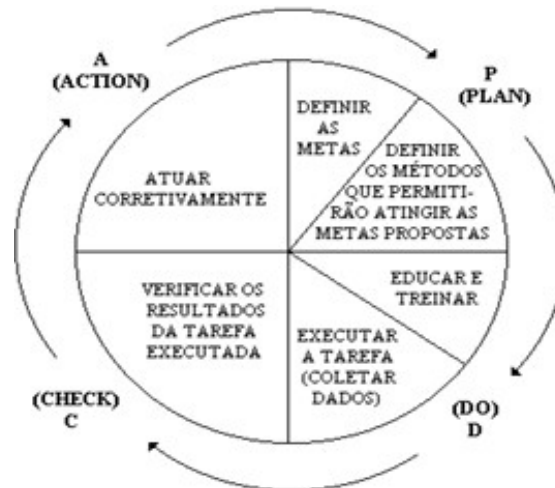 A
(ACTION)
P
(PLAN)
DEFINIR
AS
METAS
DEFINIR
OS MÉTODOS
QUE PERMITI-
RÃO ATINGIR AS
METAS PROPOSTAS
ATUAR
CORRETIVAMENTE
EDUCAR E
TREINAR
VERIFICAR OS
RESULTADOS
DA TAREFA
EXECUTADA
EXECUTAR
A TAREFA
(COLETAR
DADOS)
(CHECK)
C
(DO)
D